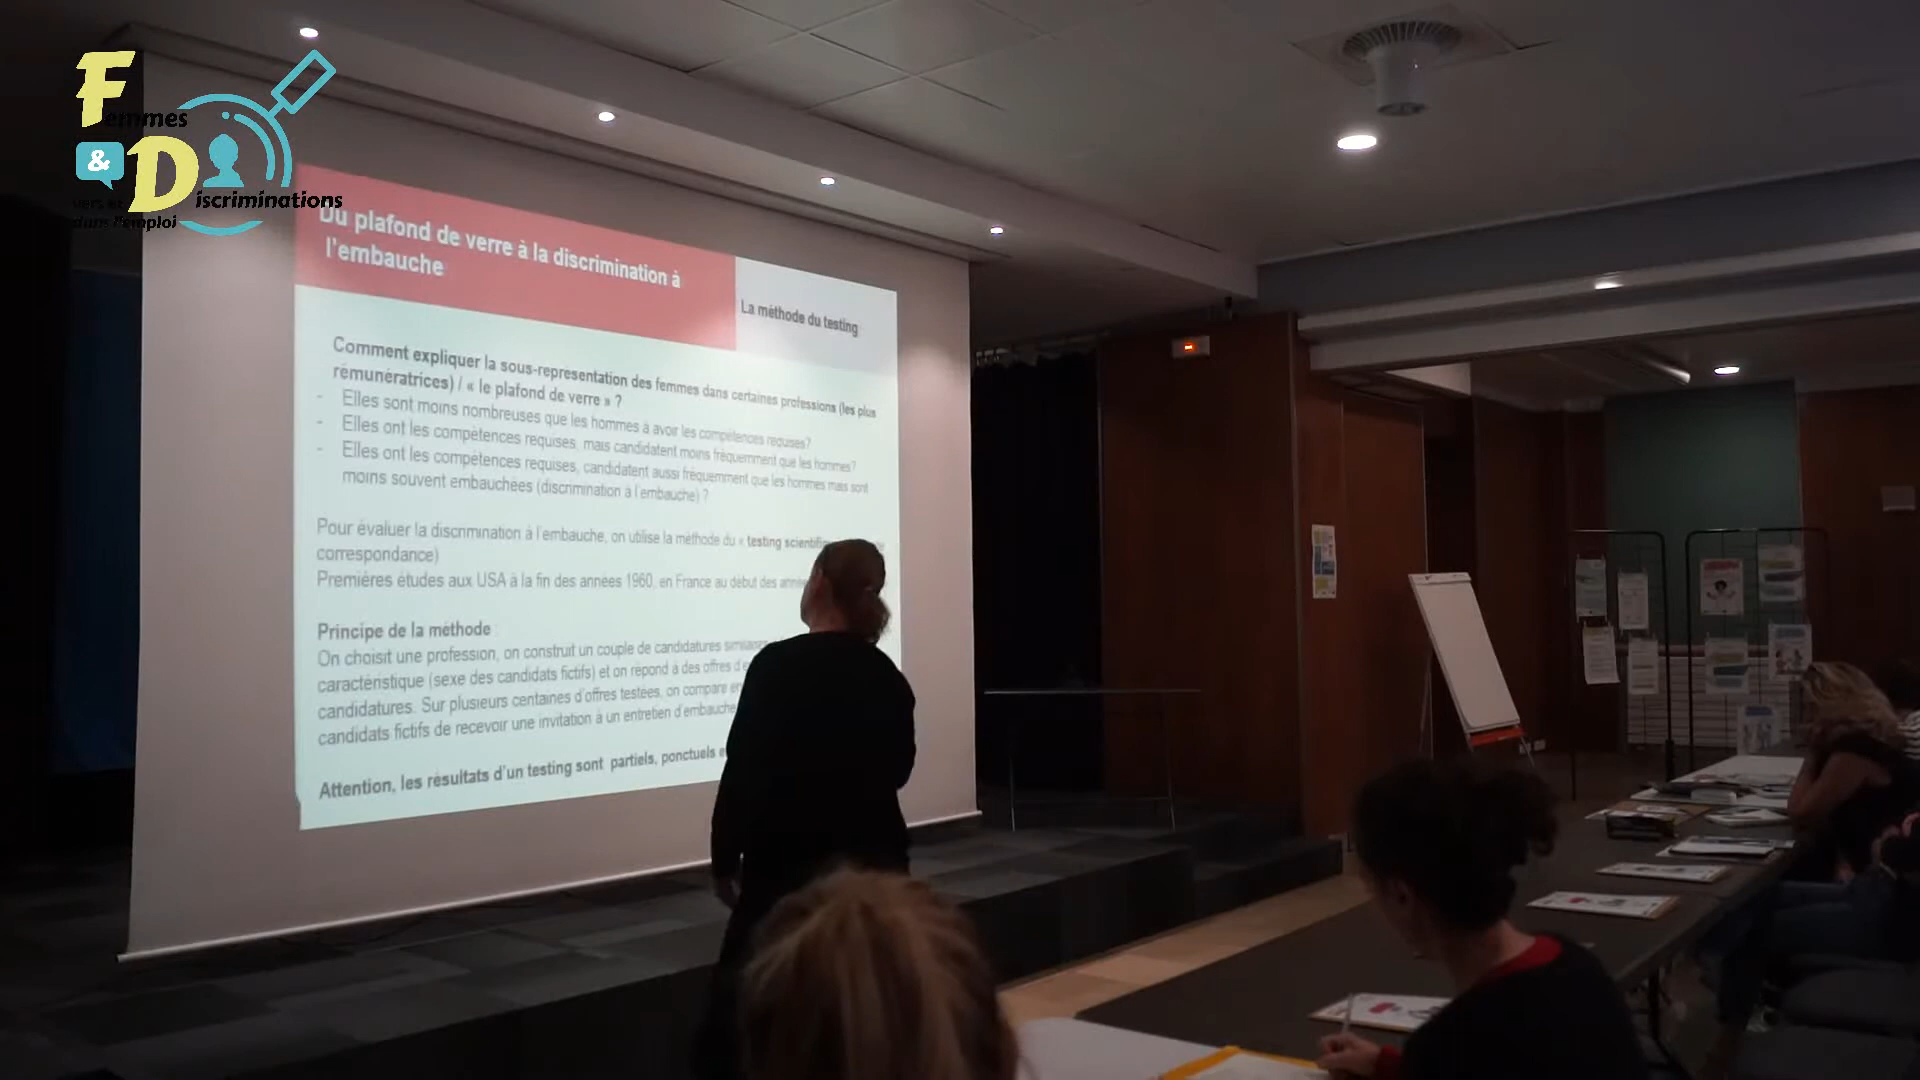 Femmes
& Discriminations
vers et
dans l'emploi
Du plafond de verre à la discrimination à
l'embauche
La méthode du testing
Comment expliquer la sous-representation des femmes dans certaines professions (les plus
rémunératrices) / « le plafond de verre » ?
- Elles sont moins nombreuses que les hommes à avoir les compétences requises?
- Elles ont les compétences requises, mais candidatent moins fréquemment que les hommes?
- Elles ont les compétences requises, candidatent aussi fréquemment que les hommes mais sont
moins souvent embauchées (discrimination à l'embauche) ?
Pour évaluer la discrimination à l'embauche, on utilise la méthode du « testing
correspondance)
Premières études aux USA à la fin des années 1960, en France au début des
Principe de la méthode
On choisit une profession, on construit un couple de candidatures
caractéristique (sexe des candidats fictifs) et on répond à des offres
candidatures. Sur plusieurs centaines d'offres testées, on compare
candidats fictifs de recevoir une invitation à un entretien d'embauche
Attention, les résultats d'un testing sont partiels, ponctuels